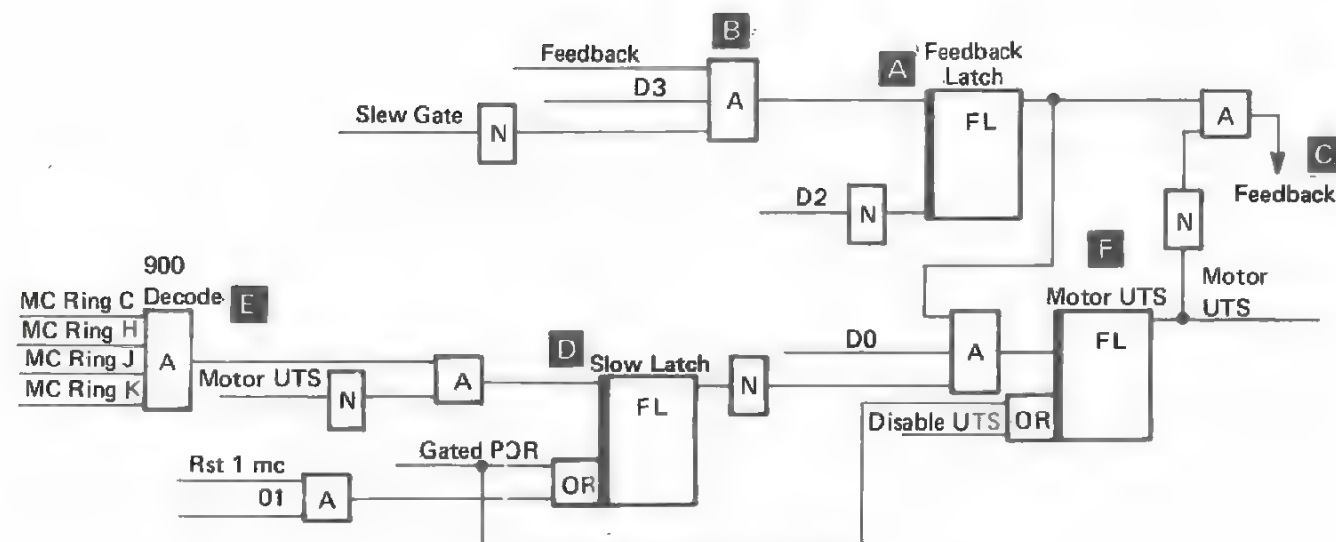 B
Feedback
D3
Slew Gate
N
A
A
Feedback
Latch
FL
A
C
Feedback
D2
N
N
900
Decode
E
MC Ring C
MC Ring H
MC Ring J
MC Ring K
A
Motor UTS
N
A
D
Slow Latch
FL
N
D0
A
F
Motor UTS
FL
Motor
UTS
Disable UTS
OR
Gated POR
OR
Rst 1 mc
01
A